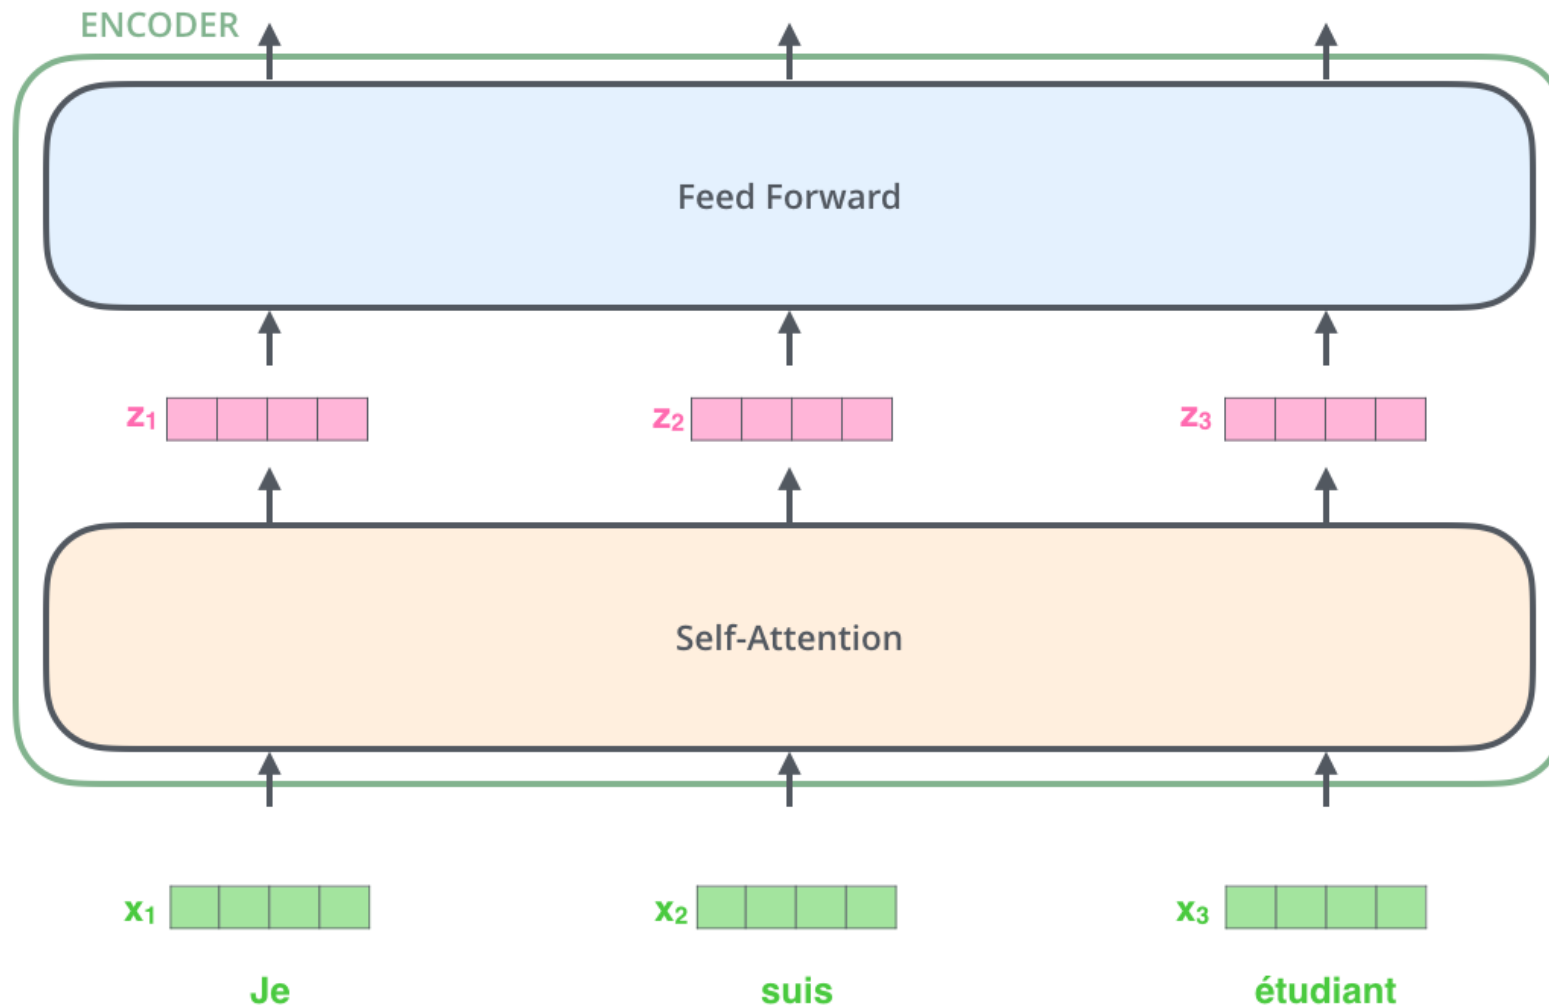 ENCODER
Feed Forward
z₁ z₂ z₃
Self-Attention
x₁ x₂ x₃
Je suis étudiant